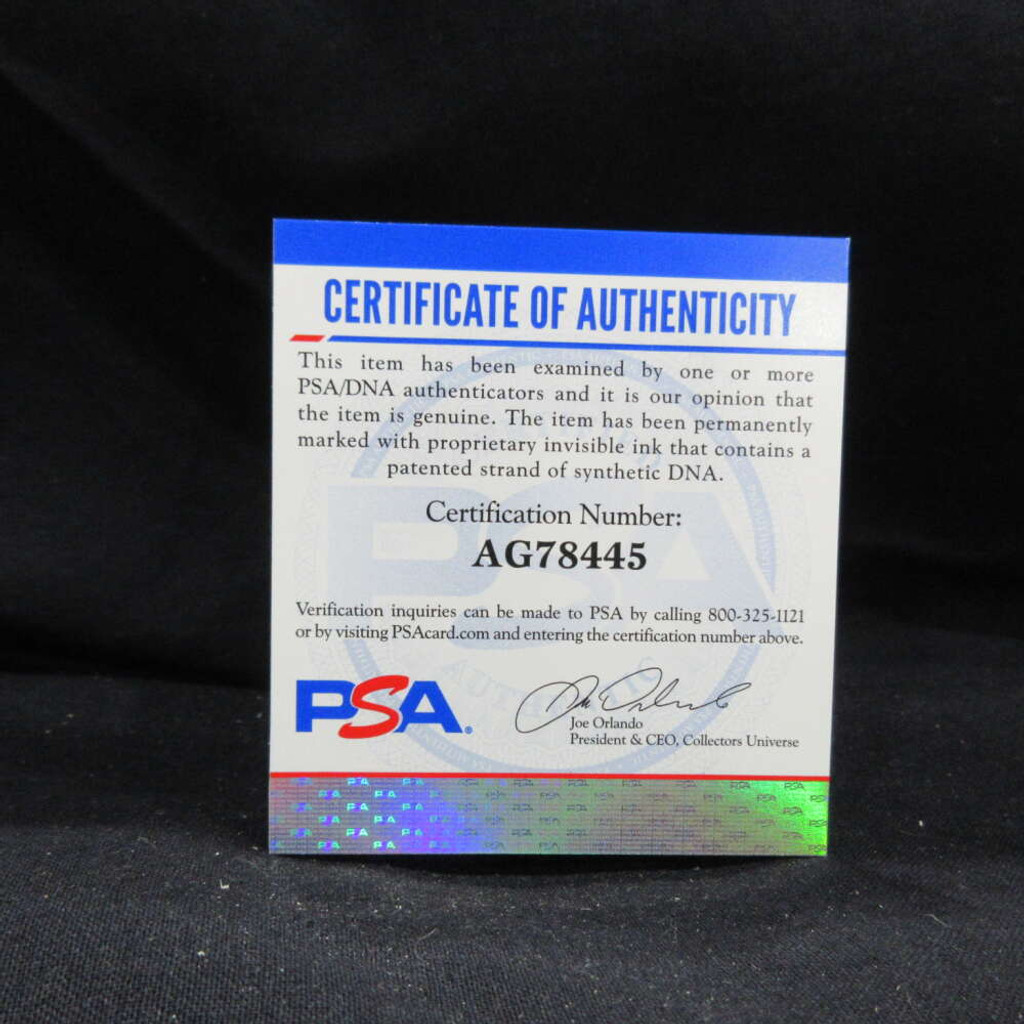 CERTIFICATE OF AUTHENTICITY
This item has been examined by one or more
PSA/DNA authenticators and it is our opinion that
the item is genuine. The item has been permanently
marked with proprietary invisible ink that contains a
patented strand of synthetic DNA.
Certification Number:
AG78445
Verification inquiries can be made to PSA by calling 800-325-1121
or by visiting PSAcard.com and entering the certification number above.
PSA®
Joe Orlando
President & CEO, Collectors Universe